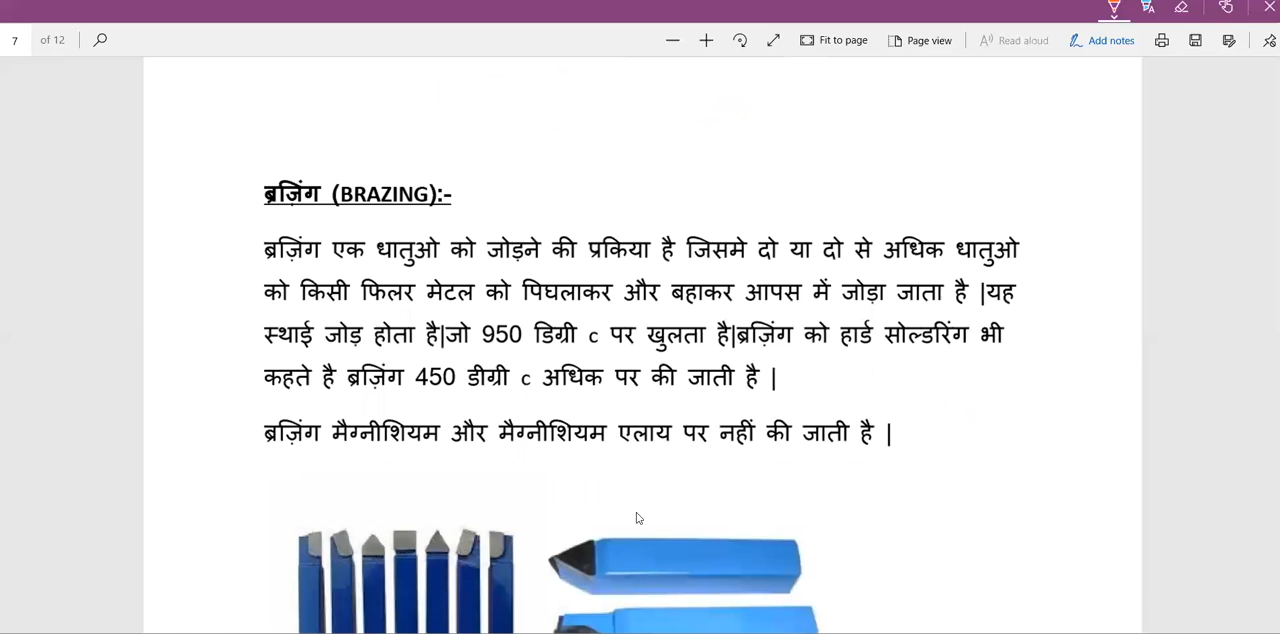 7 of 12 Fit to page Page view Read aloud Add notes
ब्रज़िंग (BRAZING):-
ब्रज़िंग एक धातुओ को जोड़ने की प्रकिया है जिसमे दो या दो से अधिक धातुओ
को किसी फिलर मेटल को पिघलाकर और बहाकर आपस में जोड़ा जाता है |यह
स्थाई जोड़ होता है|जो 950 डिग्री c पर खुलता है|ब्रज़िंग को हार्ड सोल्डरिंग भी
कहते है ब्रज़िंग 450 डीग्री c अधिक पर की जाती है |
ब्रज़िंग मैग्नीशियम और मैग्नीशियम एलाय पर नहीं की जाती है |